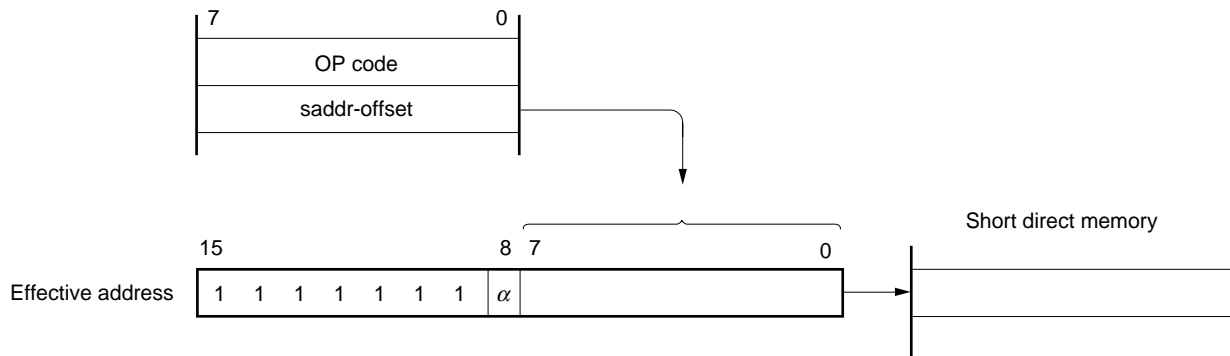 7 0
OP code
saddr-offset
Short direct memory
15 8 7 0
Effective address 1 1 1 1 1 1 1 α